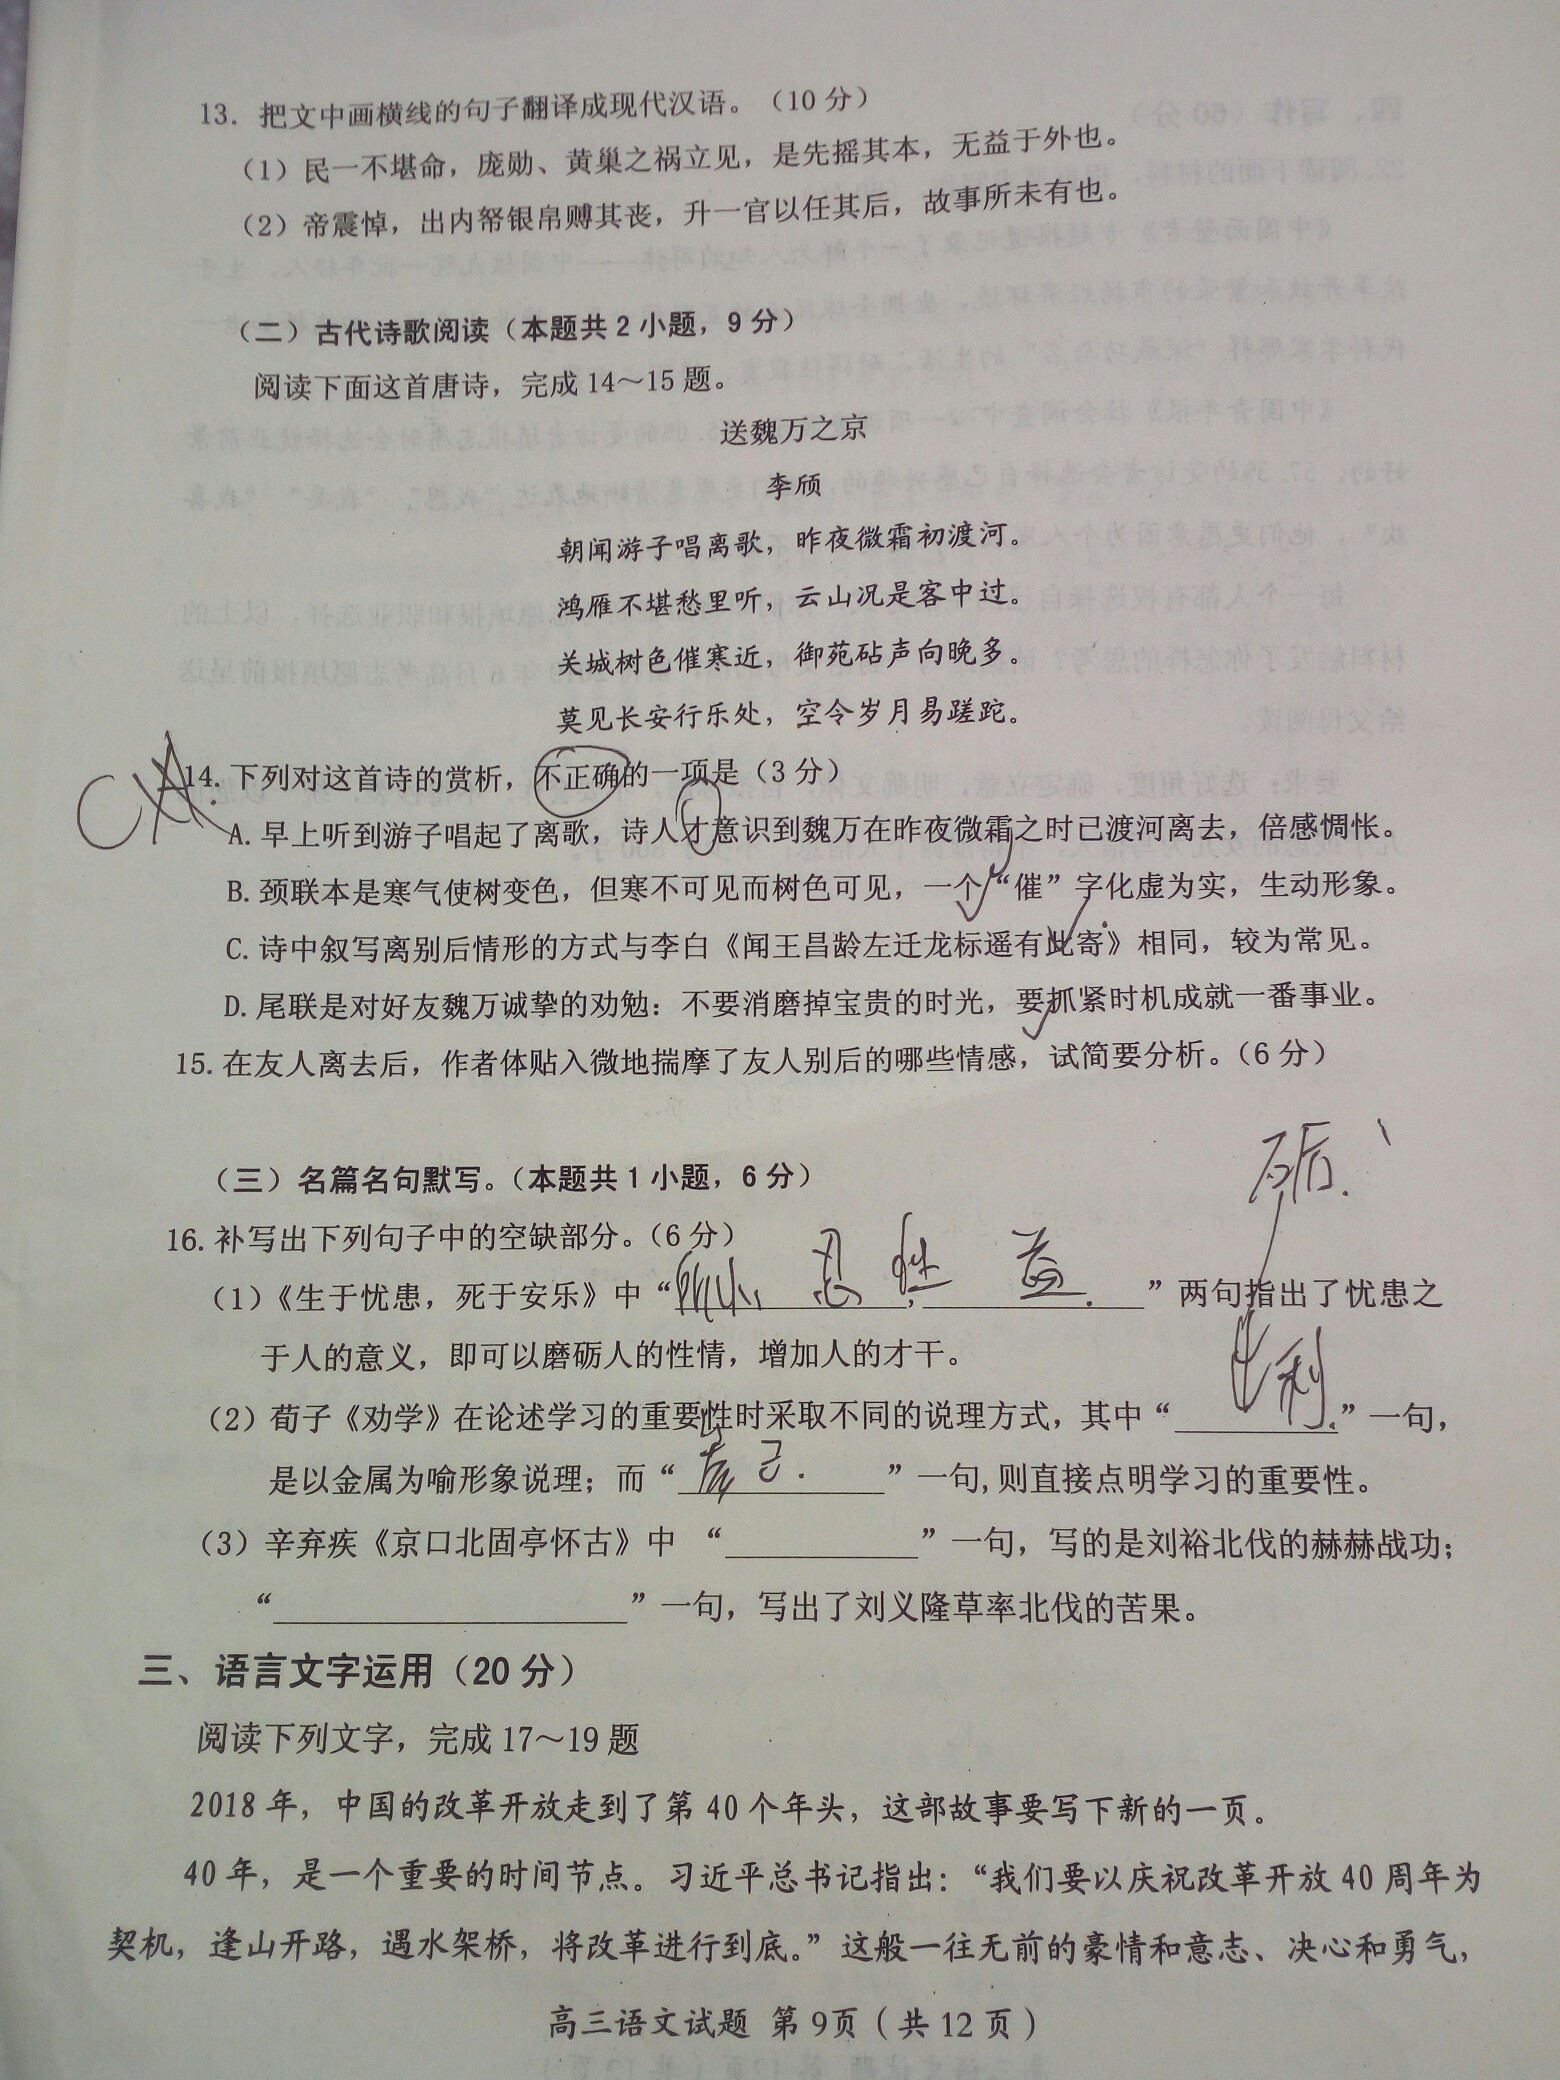 13. 把文中画横线的句子翻译成现代汉语。（10 分）
（1）民一不堪命，庞勋、黄巢之祸立见，是先摇其本，无益于外也。
（2）帝震悼，出内帑银帛赙其丧，升一官以任其后，故事所未有也。
（二）古代诗歌阅读（本题共 2 小题，9 分）
阅读下面这首唐诗，完成 14～15 题。
送魏万之京
李颀
朝闻游子唱离歌，昨夜微霜初渡河。
鸿雁不堪愁里听，云山况是客中过。
关城树色催寒近，御苑砧声向晚多。
莫见长安行乐处，空令岁月易蹉跎。
14. 下列对这首诗的赏析，不正确的一项是（3 分）
A. 早上听到游子唱起了离歌，诗人才意识到魏万在昨夜微霜之时已渡河离去，倍感惆怅。
B. 颈联本是寒气使树变色，但寒不可见而树色可见，一个“催”字化虚为实，生动形象。
C. 诗中叙写离别后情形的方式与李白《闻王昌龄左迁龙标遥有此寄》相同，较为常见。
D. 尾联是对好友魏万诚挚的劝勉：不要消磨掉宝贵的时光，要抓紧时机成就一番事业。
15. 在友人离去后，作者体贴入微地揣摩了友人别后的哪些情感，试简要分析。（6 分）
砺.
（三）名篇名句默写。（本题共 1 小题，6 分）
16. 补写出下列句子中的空缺部分。（6 分）
（1）《生于忧患，死于安乐》中“ 忍 性 ， 益 ”两句指出了忧患之
于人的意义，即可以磨砺人的性情，增加人的才干。
（2）荀子《劝学》在论述学习的重要性时采取不同的说理方式，其中“ 利. ”一句，
是以金属为喻形象说理；而“ 己. ”一句，则直接点明学习的重要性。
（3）辛弃疾《京口北固亭怀古》中 “ ”一句，写的是刘裕北伐的赫赫战功；
“ ”一句，写出了刘义隆草率北伐的苦果。
三、语言文字运用（20 分）
阅读下列文字，完成 17～19 题
2018 年，中国的改革开放走到了第 40 个年头，这部故事要写下新的一页。
40 年，是一个重要的时间节点。习近平总书记指出：“我们要以庆祝改革开放 40 周年为
契机，逢山开路，遇水架桥，将改革进行到底。”这般一往无前的豪情和意志、决心和勇气，
高三语文试题 第 9页（共 12 页）